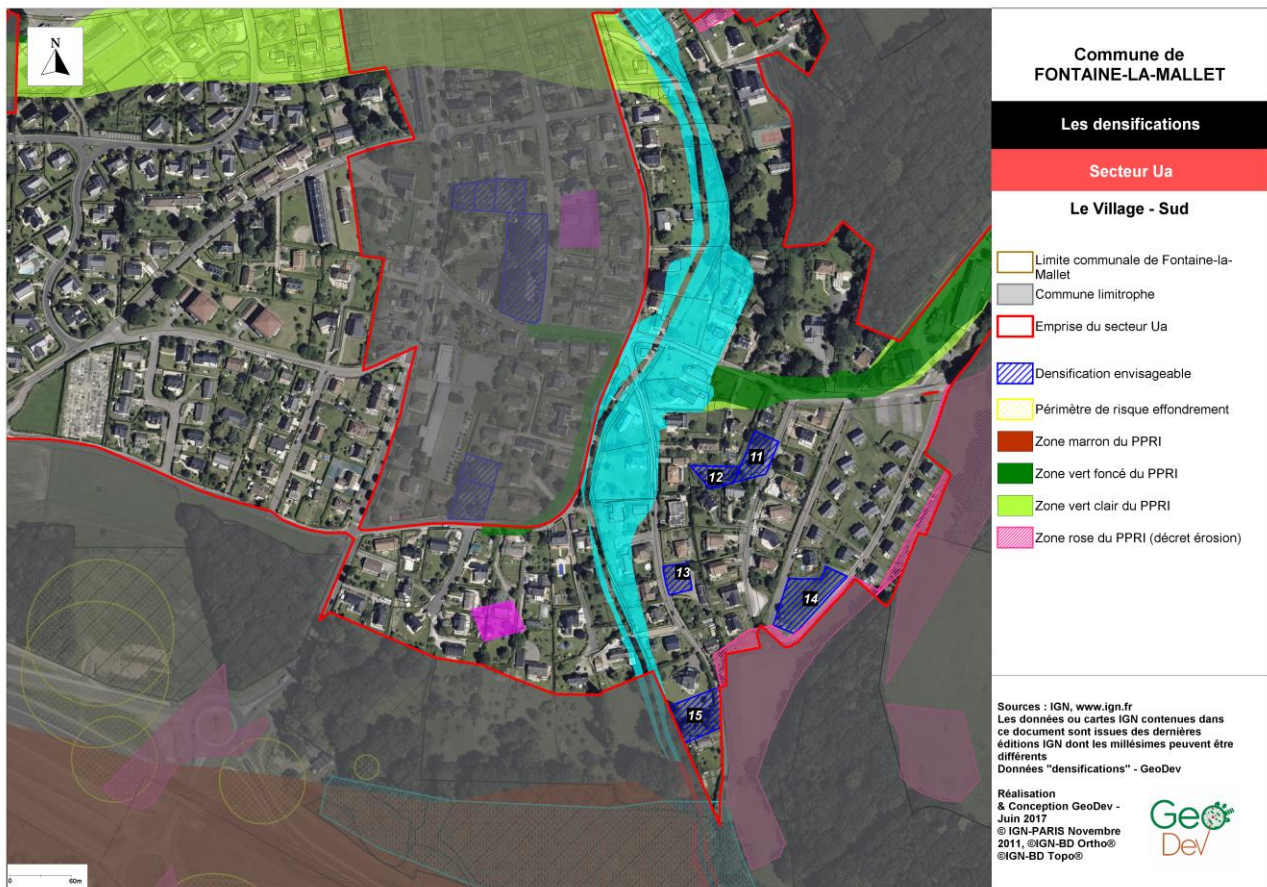 N
Commune de
FONTAINE-LA-MALLET
Les densifications
Secteur Ua
Le Village - Sud
Limite communale de Fontaine-la-
Mallet
Commune limitrophe
Emprise du secteur Ua
Densification envisageable
Périmètre de risque effondrement
Zone marron du PPRI
Zone vert foncé du PPRI
Zone vert clair du PPRI
Zone rose du PPRI (décret érosion)
11
12
13
14
15
Sources : IGN, www.ign.fr
Les données ou cartes IGN contenues dans
ce document sont issues des dernières
éditions IGN dont les millésimes peuvent être
différents
Données "densifications" - GeoDev
Réalisation
& Conception GeoDev -
Juin 2017
© IGN-PARIS Novembre
2011, ©IGN-BD Ortho®
©IGN-BD Topo®
Geo
Dev
0 60m